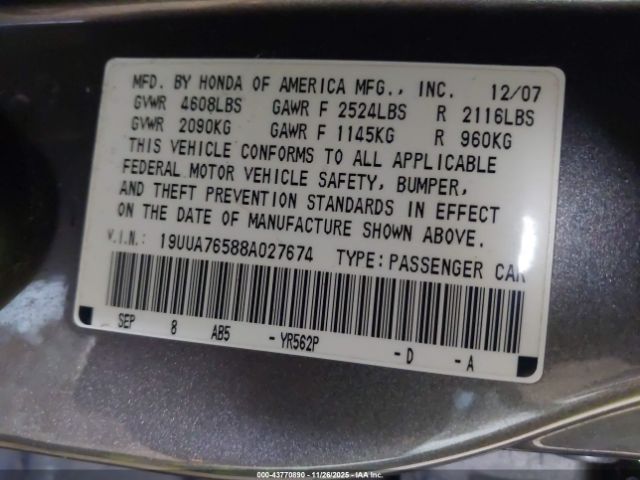 MFD. BY HONDA OF AMERICA MFG., INC. 12/07
GVWR 4608LBS GAWR F 2524LBS R 2116LBS
GVWR 2090KG GAWR F 1145KG R 960KG
THIS VEHICLE CONFORMS TO ALL APPLICABLE
FEDERAL MOTOR VEHICLE SAFETY, BUMPER,
AND THEFT PREVENTION STANDARDS IN EFFECT
ON THE DATE OF MANUFACTURE SHOWN ABOVE.
V.I.N.: 19UUA76588A027674 TYPE:PASSENGER CAR
SEP 8 AB5 -YR562P -D -A
© 000-43770890 - 11/26/2025 - IAA Inc.